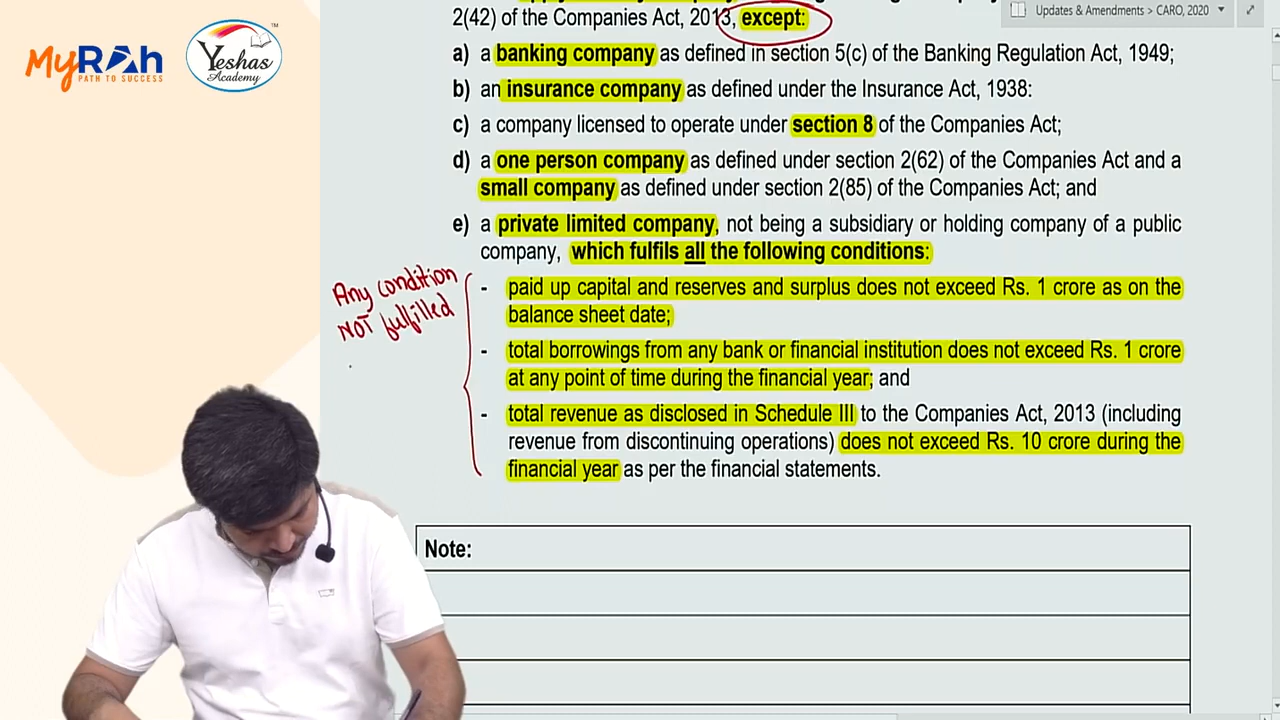 MyRah
PATH TO SUCCESS
Yeshas
Academy
TM
Updates & Amendments > CARO, 2020
2(42) of the Companies Act, 2013, except:
a) a banking company as defined in section 5(c) of the Banking Regulation Act, 1949;
b) an insurance company as defined under the Insurance Act, 1938:
c) a company licensed to operate under section 8 of the Companies Act;
d) a one person company as defined under section 2(62) of the Companies Act and a
small company as defined under section 2(85) of the Companies Act; and
e) a private limited company, not being a subsidiary or holding company of a public
company, which fulfils all the following conditions:
Any condition
NOT fulfilled
- paid up capital and reserves and surplus does not exceed Rs. 1 crore as on the
balance sheet date;
- total borrowings from any bank or financial institution does not exceed Rs. 1 crore
at any point of time during the financial year; and
- total revenue as disclosed in Schedule III to the Companies Act, 2013 (including
revenue from discontinuing operations) does not exceed Rs. 10 crore during the
financial year as per the financial statements.
Note: